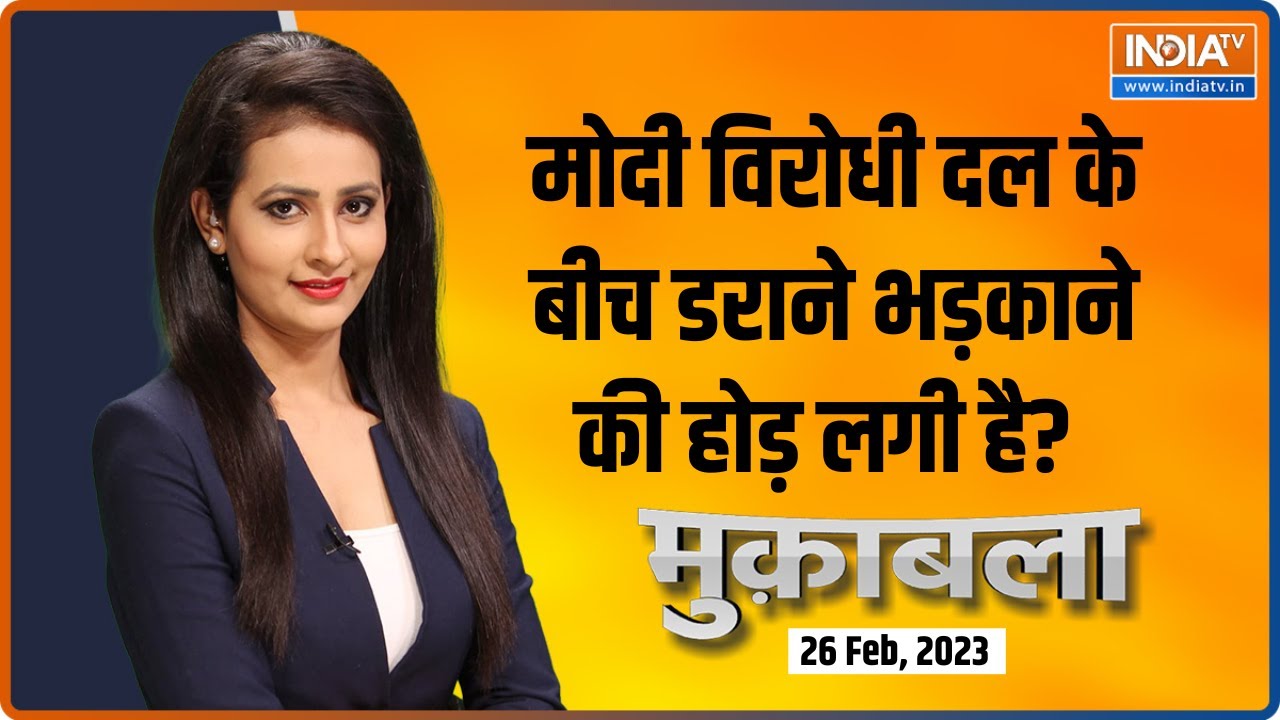 INDIA TV
www.indiatv.in
मोदी विरोधी दल के
बीच डराने भड़काने
की होड़ लगी है?
मुक़ाबला
26 Feb, 2023